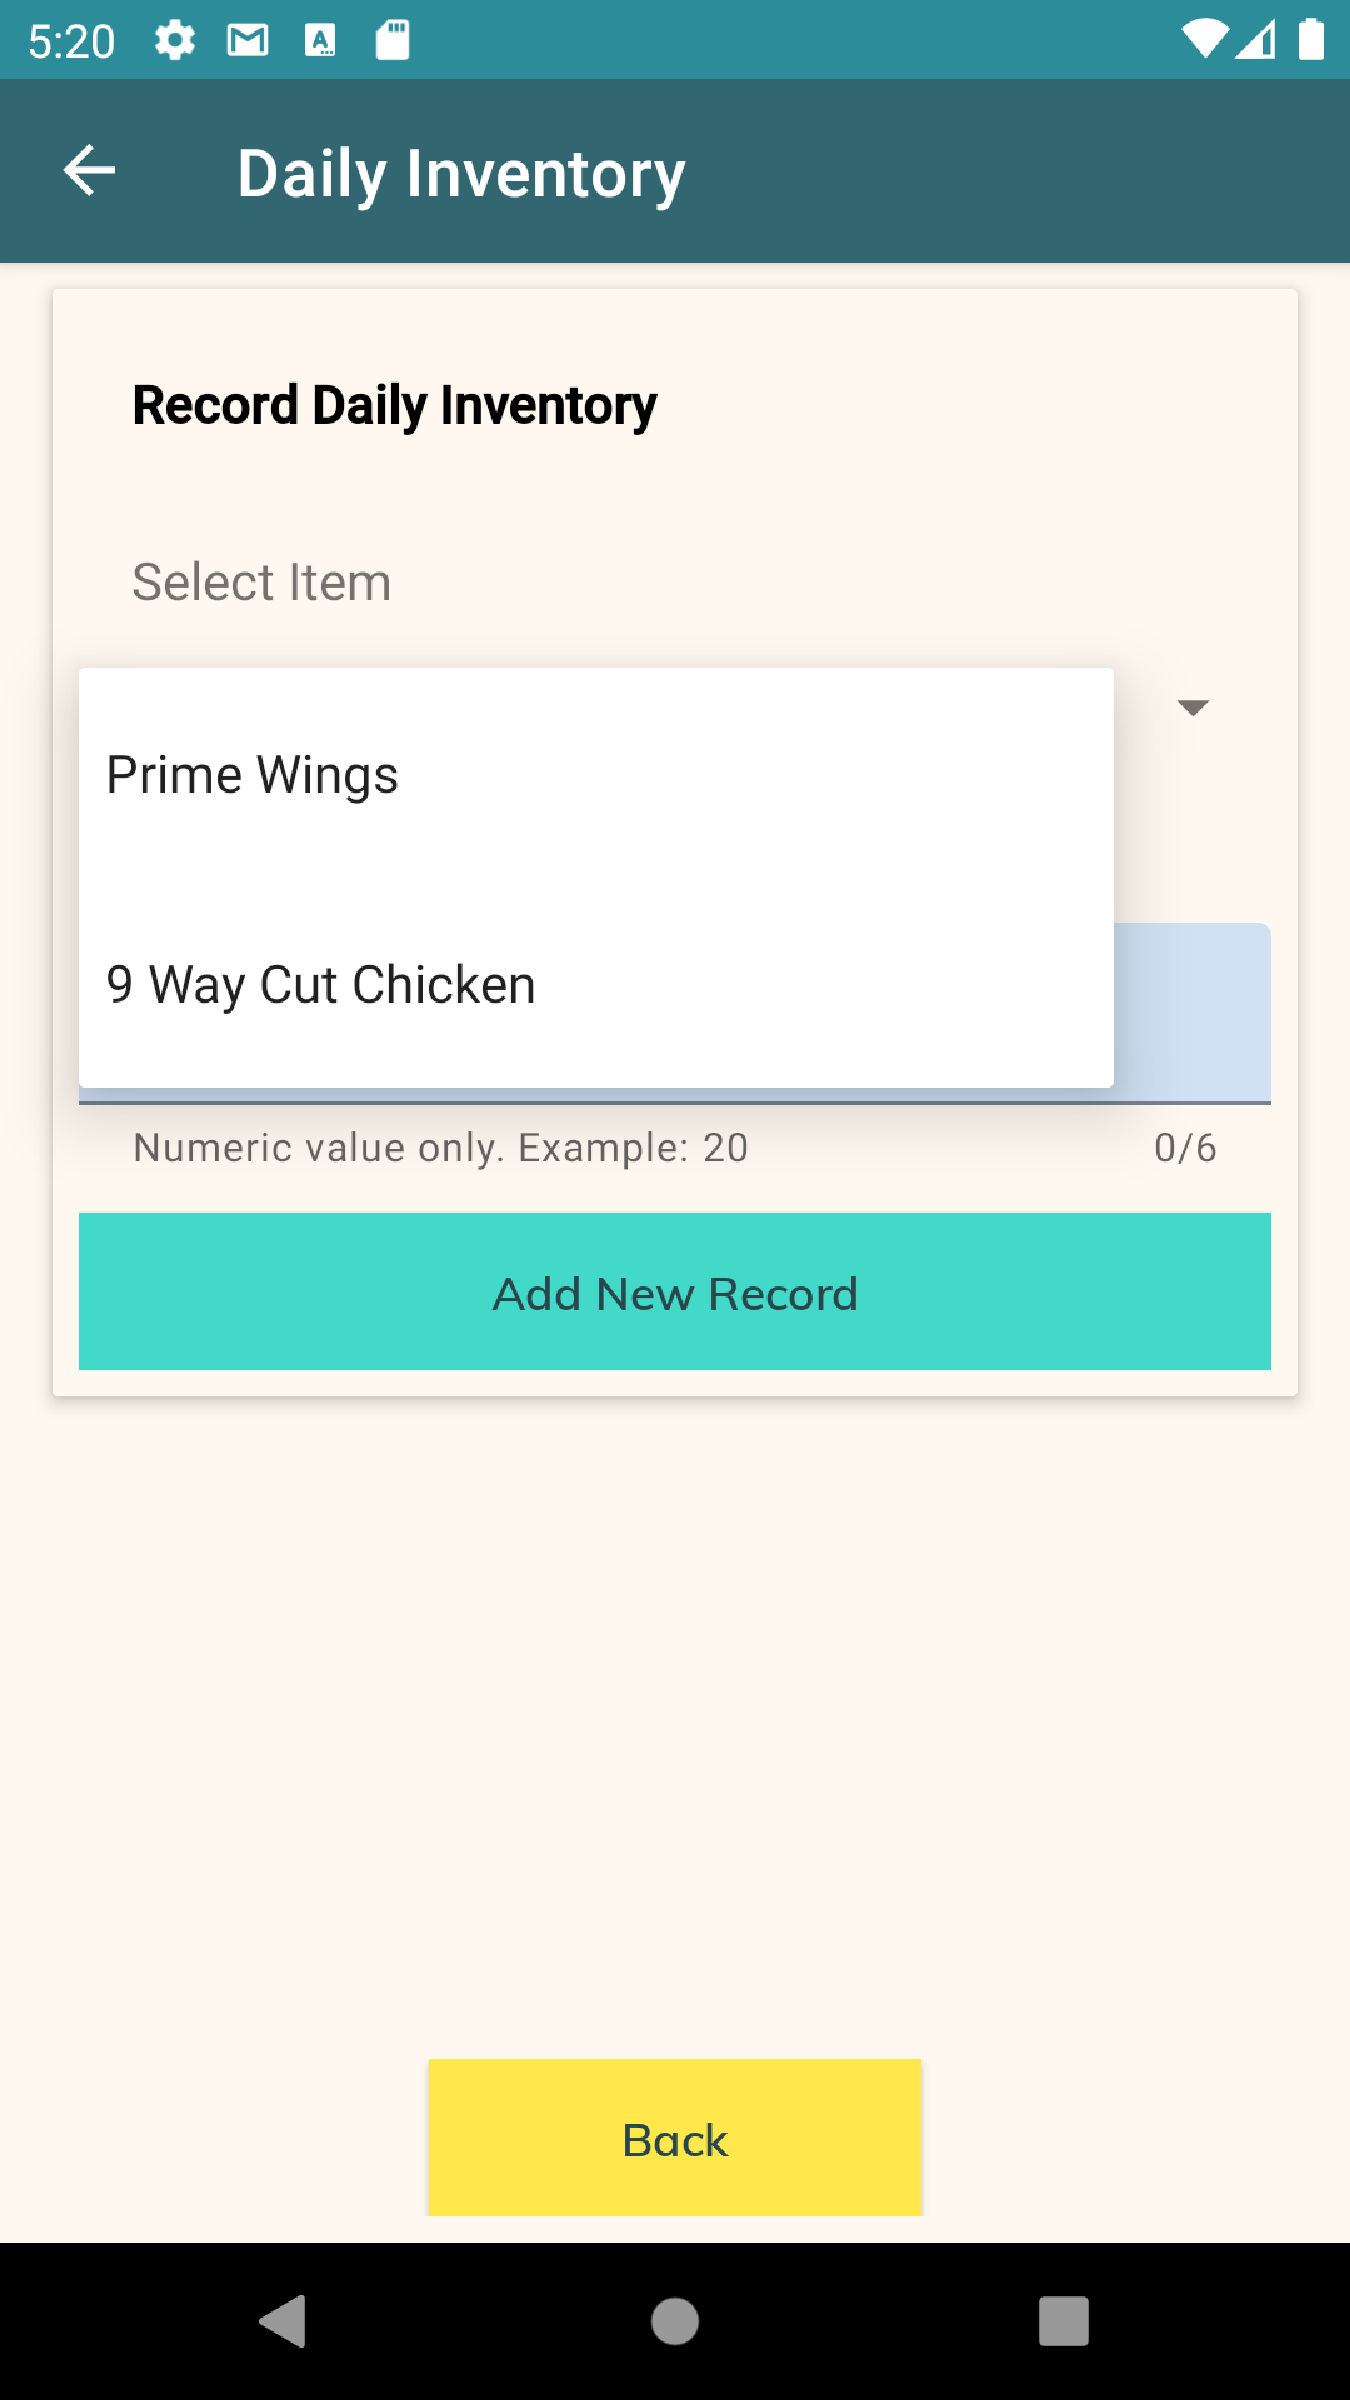 5:20
Daily Inventory
Record Daily Inventory
Select Item
Prime Wings
9 Way Cut Chicken
Numeric value only. Example: 20 0/6
Add New Record
Back